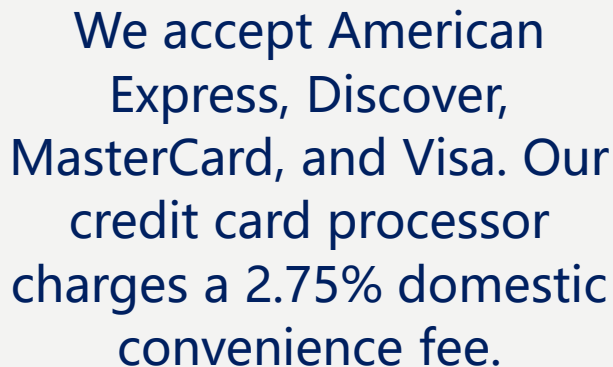 We accept American
Express, Discover,
MasterCard, and Visa. Our
credit card processor
charges a 2.75% domestic
convenience fee.